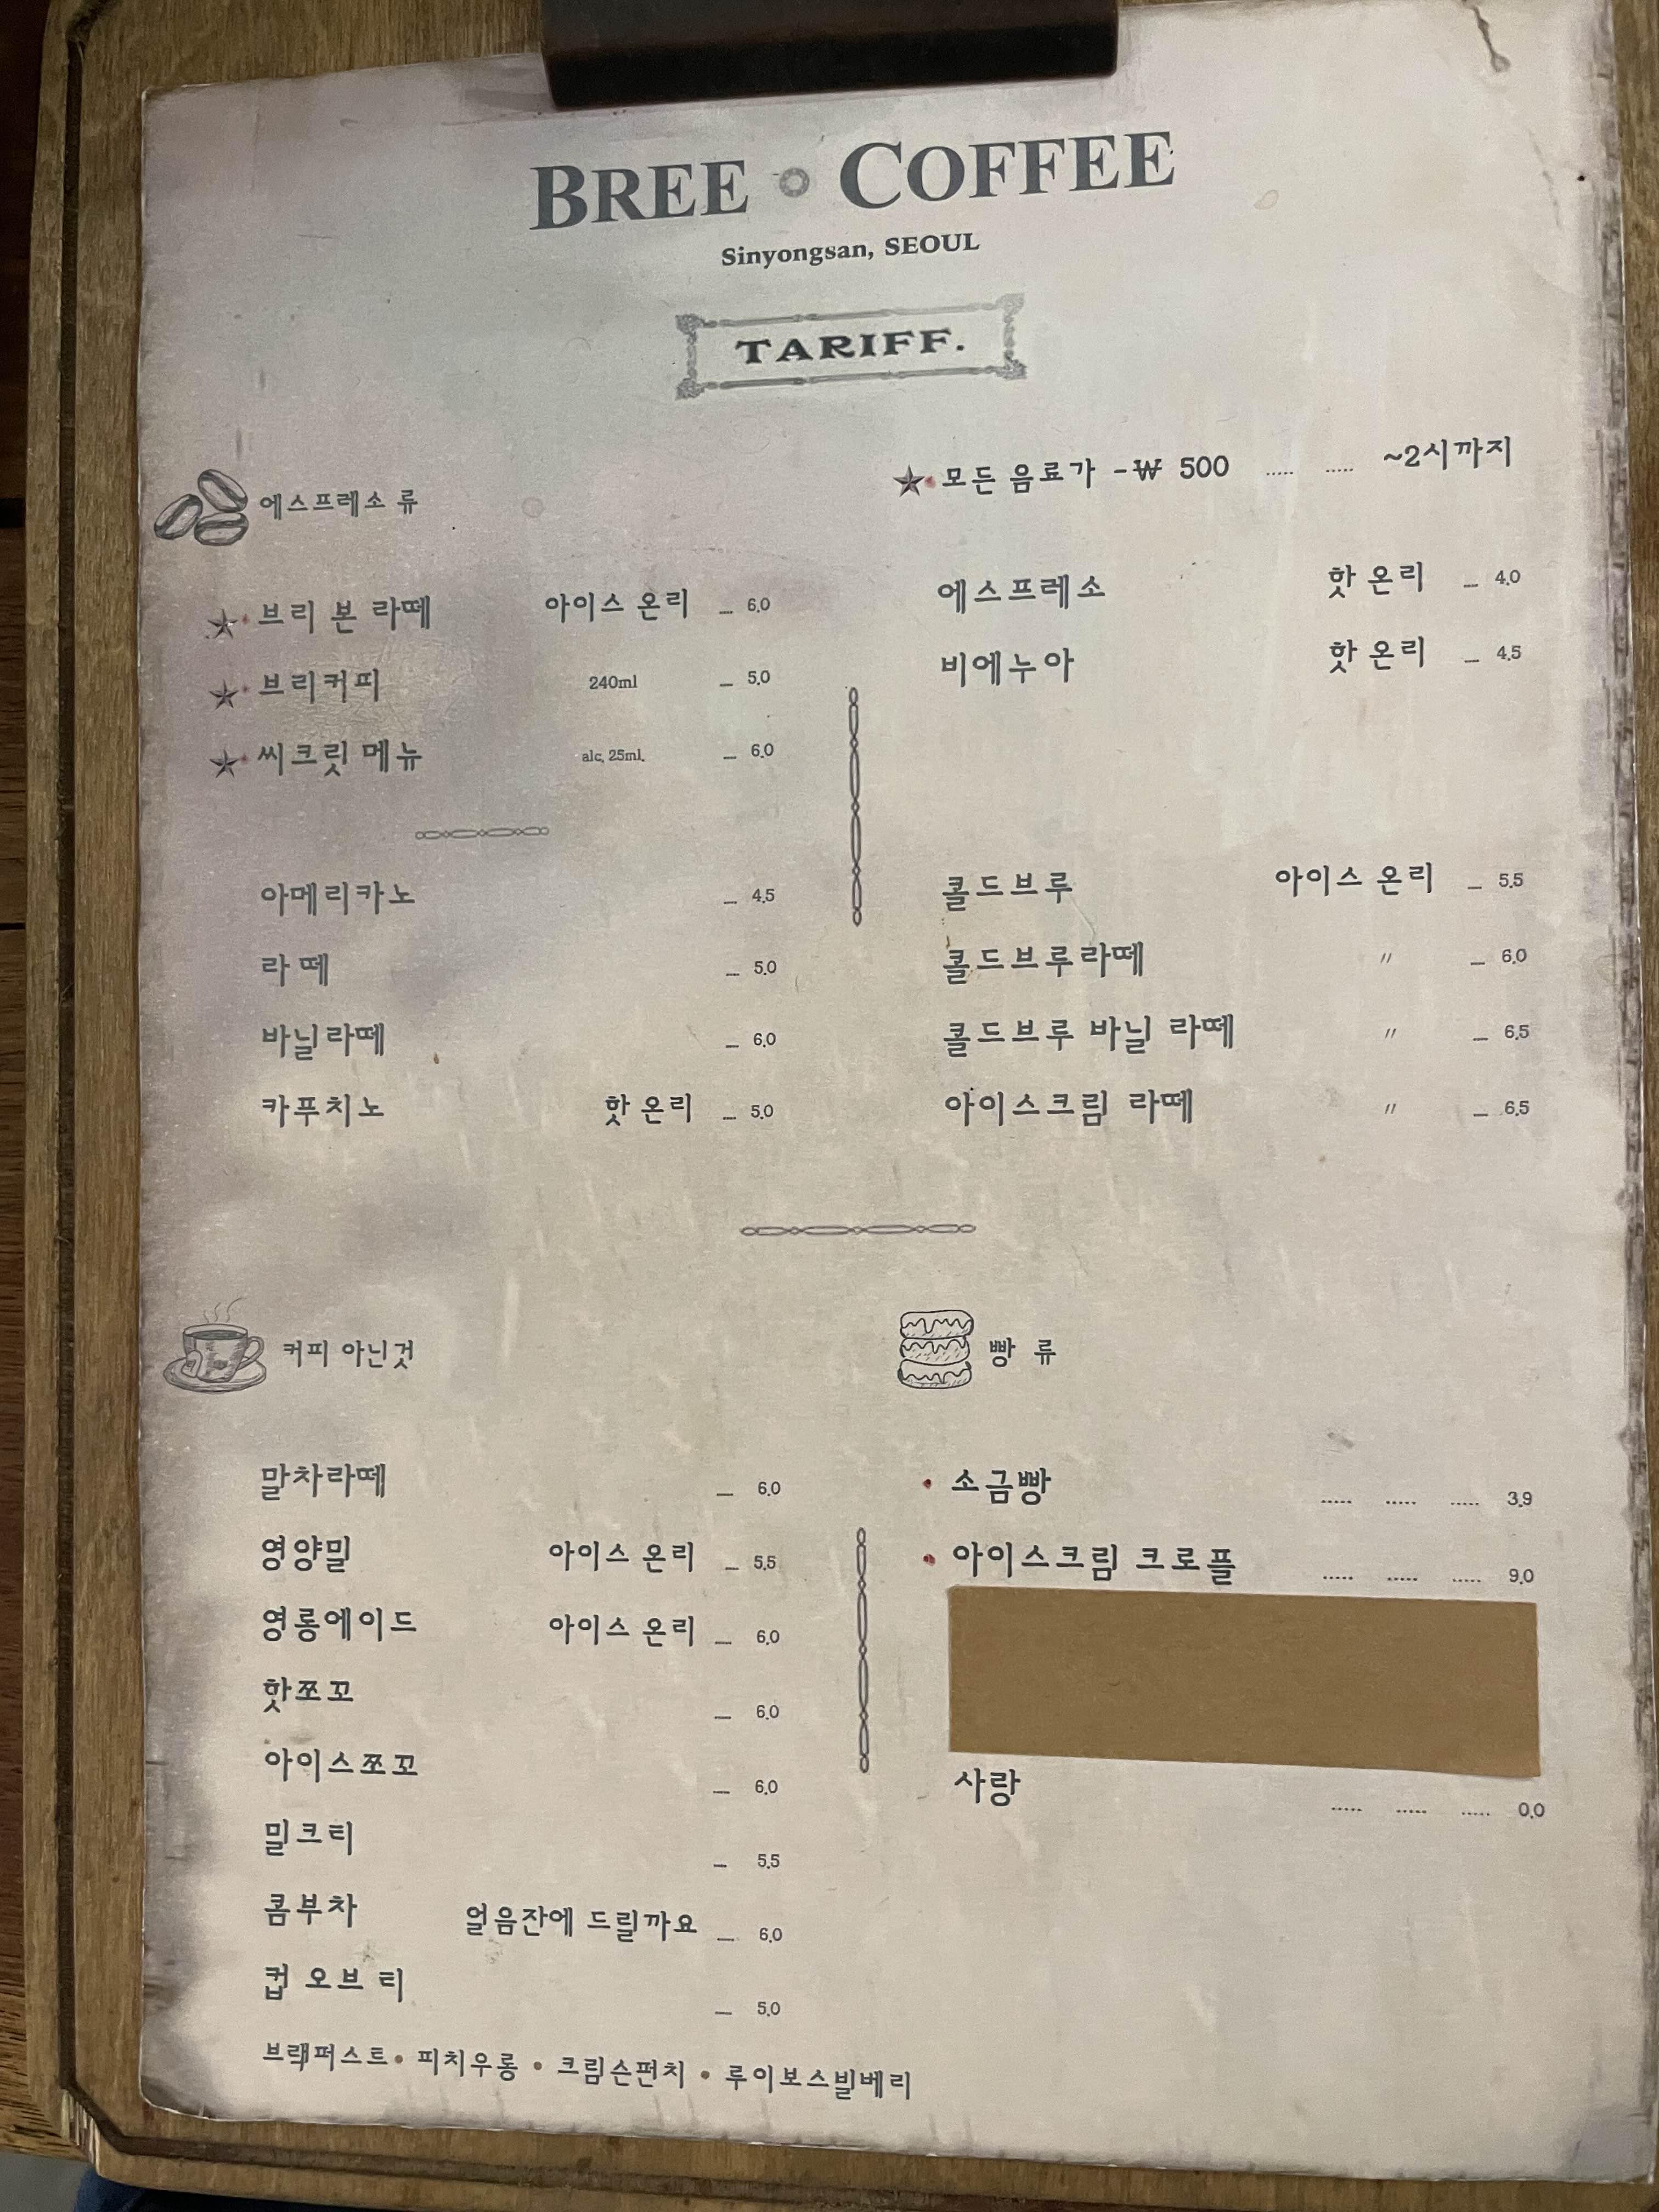 BREE COFFEE
Sinyongsan, SEOUL
TARIFF.
★ 모든 음료가 -₩ 500 ..... ..... ~2시까지
에스프레소 류
★ 브리 본 라떼 아이스 온리 _ 6.0
★ 브리커피 240ml _ 5.0
★ 씨크릿 메뉴 alc. 25ml. _ 6.0
에스프레소 핫 온리 _ 4.0
비에누아 핫 온리 _ 4.5
아메리카노 _ 4.5
라떼 _ 5.0
바닐라떼 _ 6.0
카푸치노 핫 온리 _ 5.0
콜드브루 아이스 온리 _ 5.5
콜드브루라떼 〃 _ 6.0
콜드브루 바닐 라떼 〃 _ 6.5
아이스크림 라떼 〃 _ 6.5
커피 아닌것
말차라떼 _ 6.0
영양밀 아이스 온리 _ 5.5
영롱에이드 아이스 온리 _ 6.0
핫쪼꼬 _ 6.0
아이스쪼꼬 _ 6.0
밀크티 _ 5.5
콤부차 얼음잔에 드릴까요 _ 6.0
컵 오브 티 _ 5.0
브랙퍼스트 • 피치우롱 • 크림슨펀치 • 루이보스빌베리
빵 류
• 소금빵 ..... ..... ..... 3.9
• 아이스크림 크로플 ..... ..... ..... 9.0
사랑 ..... ..... ..... 0.0